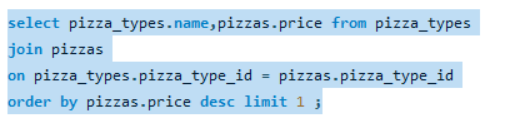 select pizza_types.name,pizzas.price from pizza_types
join pizzas
on pizza_types.pizza_type_id = pizzas.pizza_type_id
order by pizzas.price desc limit 1 ;